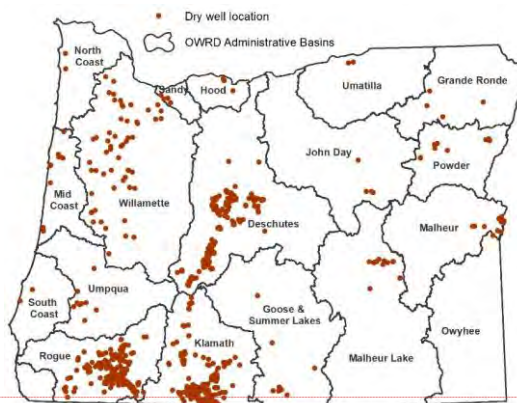 Dry well location
OWRD Administrative Basins
North
Coast
Sandy
Hood
Umatilla
Grande Ronde
John Day
Powder
Mid
Coast
Willamette
Deschutes
Malheur
South
Coast
Umpqua
Goose &
Summer Lakes
Rogue
Klamath
Malheur Lake
Owyhee